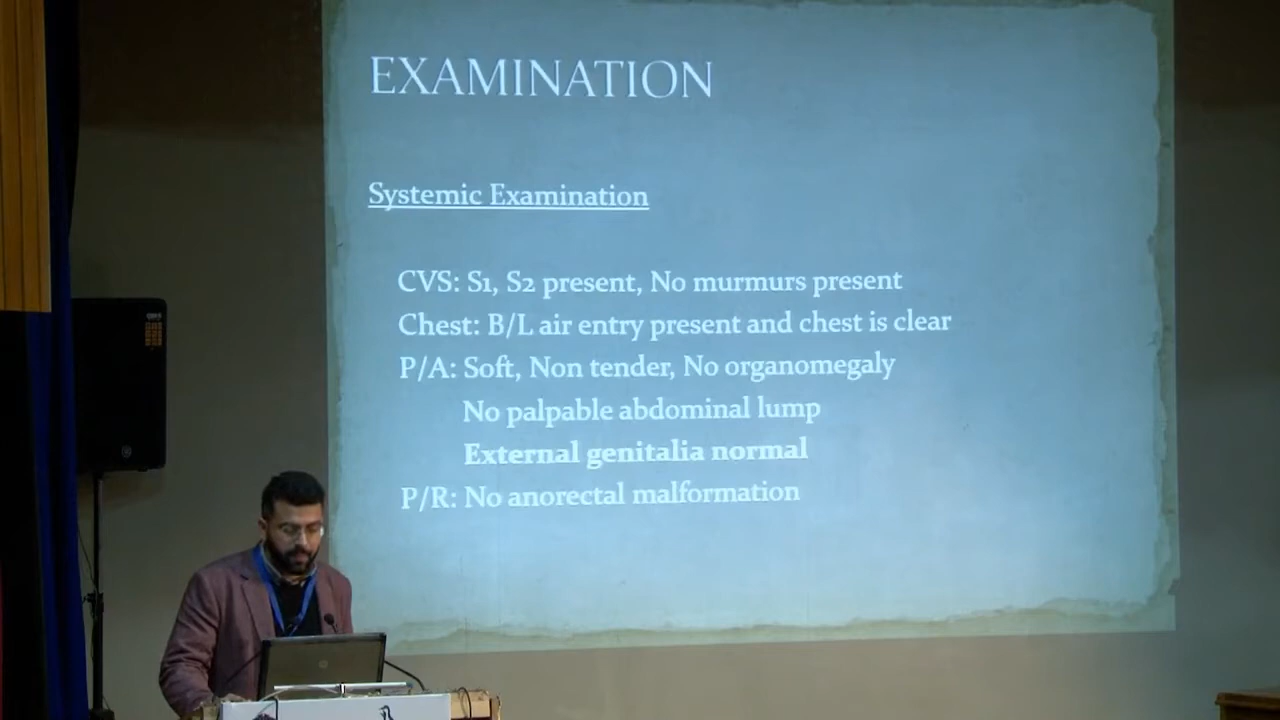 EXAMINATION
Systemic Examination
CVS: S1, S2 present, No murmurs present
Chest: B/L air entry present and chest is clear
P/A: Soft, Non tender, No organomegaly
No palpable abdominal lump
External genitalia normal
P/R: No anorectal malformation